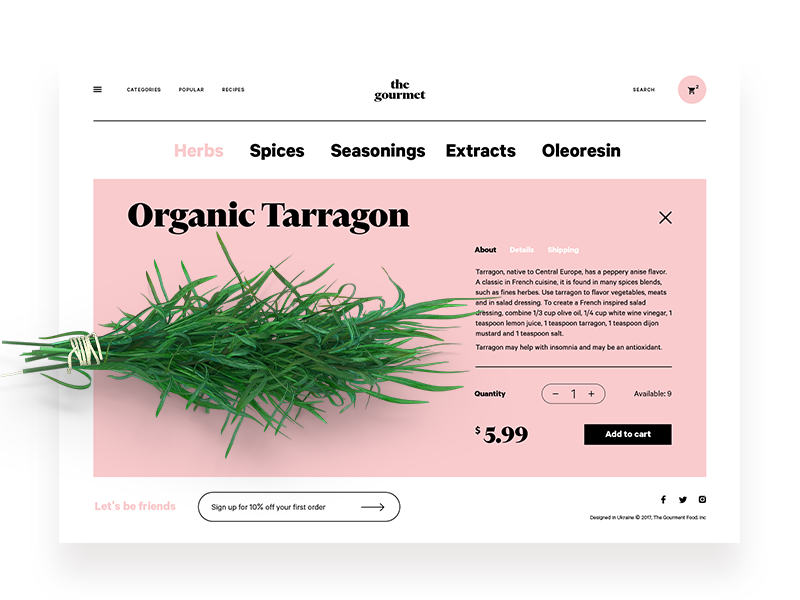 CATEGORIES POPULAR RECIPES
the
gourmet
SEARCH
2
Herbs Spices Seasonings Extracts Oleoresin
Organic Tarragon
About Details Shipping
Tarragon, native to Central Europe, has a peppery anise flavor.
A classic in French cuisine, it is found in many spices blends,
such as fines herbes. Use tarragon to flavor vegetables, meats
and in salad dressing. To create a French inspired salad
dressing, combine 1/3 cup olive oil, 1/4 cup white wine vinegar, 1
teaspoon lemon juice, 1 teaspoon tarragon, 1 teaspoon dijon
mustard and 1 teaspoon salt.
Tarragon may help with insomnia and may be an antioxidant.
Quantity − 1 + Available: 9
$ 5.99 Add to cart
Let's be friends Sign up for 10% off your first order
Designed in Ukraine © 2017, The Gourment Food, Inc